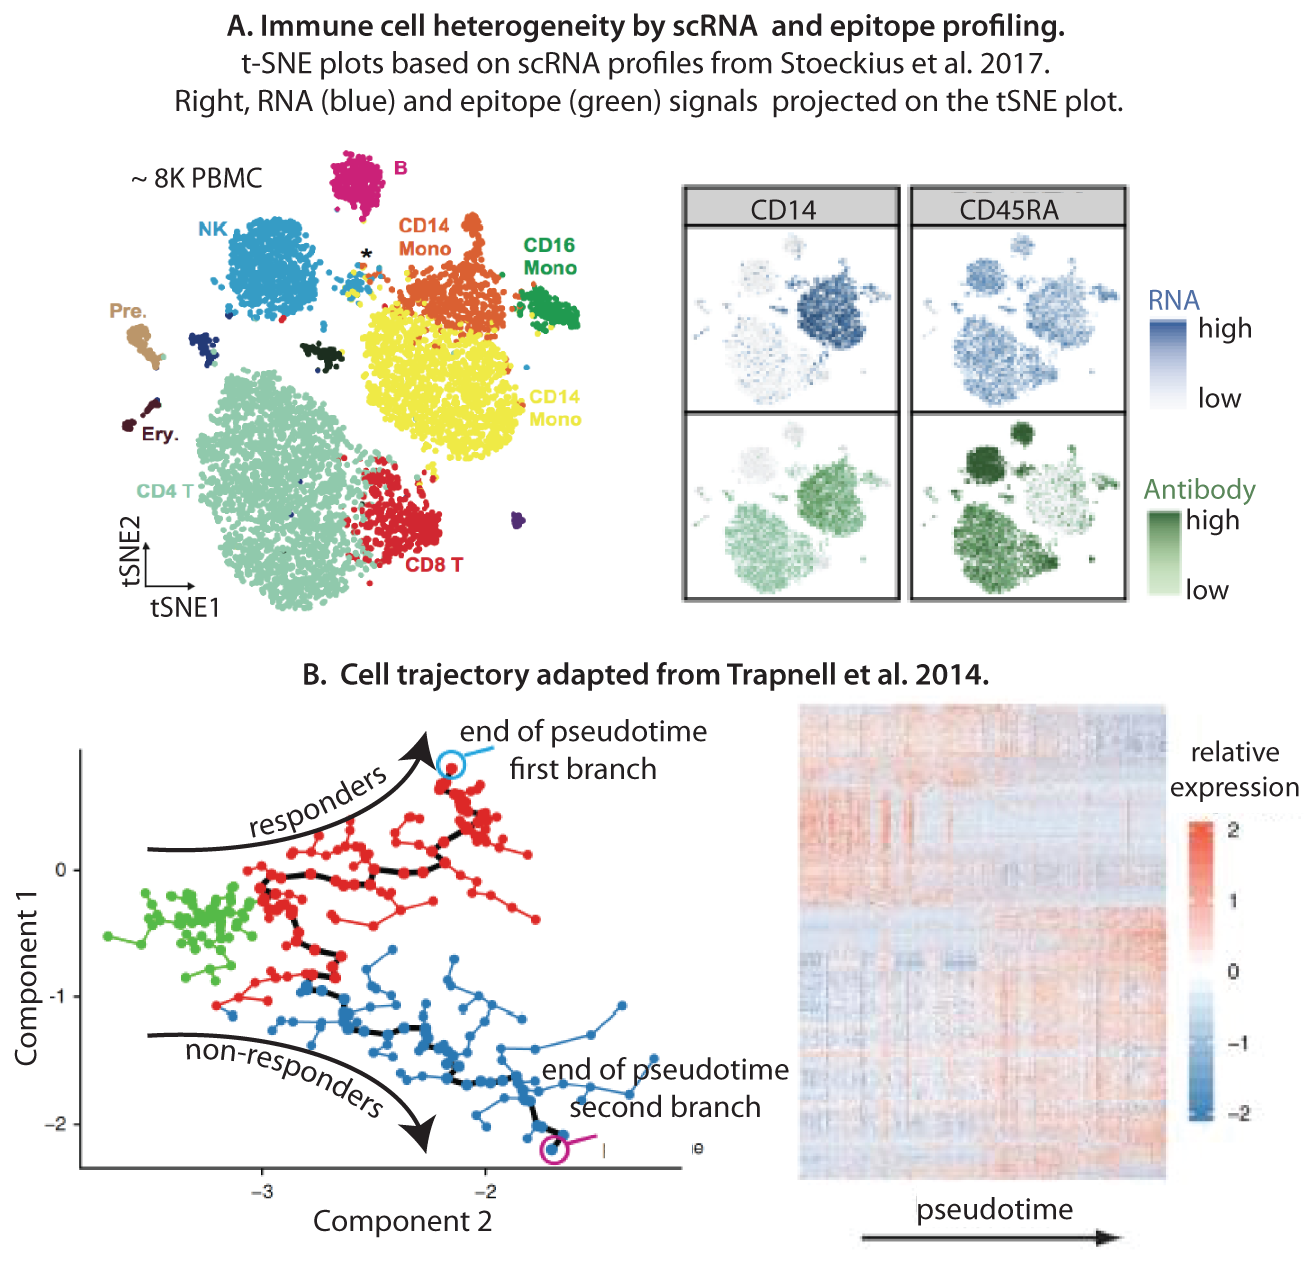 A. Immune cell heterogeneity by scRNA and epitope profiling.
t-SNE plots based on scRNA profiles from Stoeckius et al. 2017.
Right, RNA (blue) and epitope (green) signals projected on the tSNE plot.
~ 8K PBMC
B
NK
CD14
Mono
*
CD16
Mono
Pre.
CD14
Mono
Ery.
CD4 T
CD8 T
tSNE2
tSNE1
CD14
CD45RA
RNA
high
low
Antibody
high
low
B. Cell trajectory adapted from Trapnell et al. 2014.
end of pseudotime
first branch
responders
non-responders
end of pseudotime
second branch
Component 1
0
-1
-2
-3
-2
Component 2
relative
expression
2
1
0
-1
-2
pseudotime